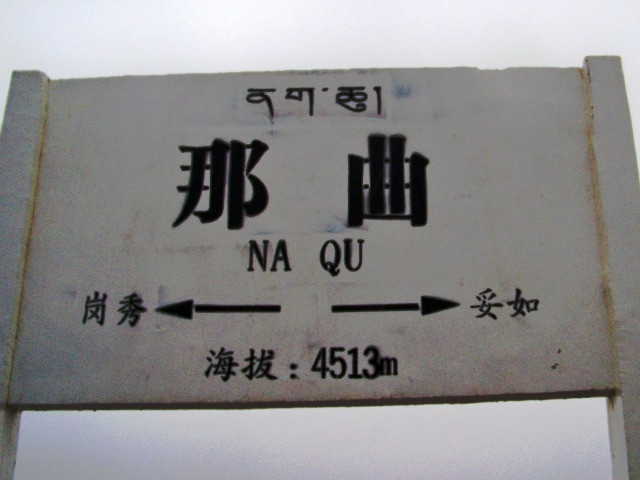 ནག་ཆུ།
那曲
NA QU
岗秀 ← → 妥如
海拔：4513m